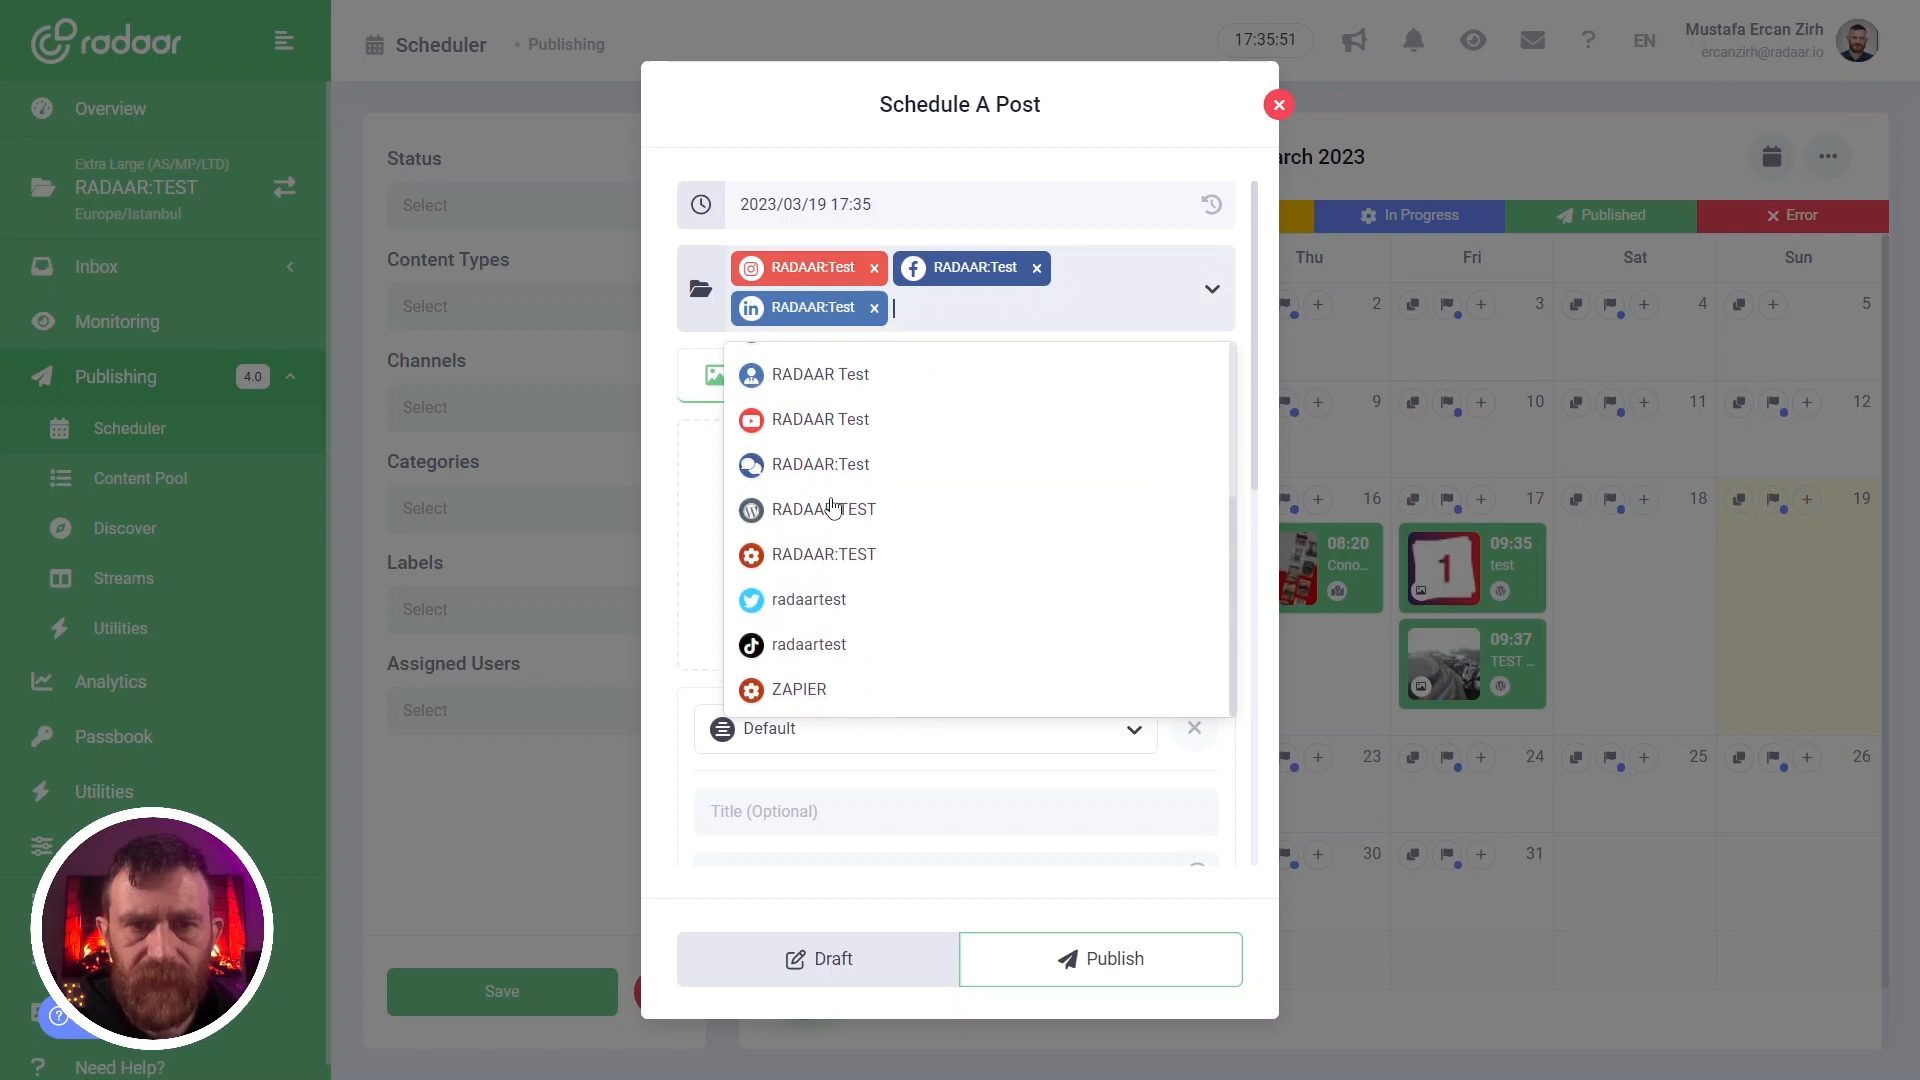 radaar
Scheduler
Publishing
17:35:51
EN
Mustafa Ercan Zirh
ercanzirh@radaar.io
Overview
Extra Large (AS/MP/LTD)
RADAAR:TEST
Europe/Istanbul
Inbox
Monitoring
Publishing
4.0
Scheduler
Content Pool
Discover
Streams
Utilities
Analytics
Passbook
Utilities
Need Help?
Status
Select
Content Types
Select
Channels
Select
Categories
Select
Labels
Select
Assigned Users
Select
Save
Schedule A Post
2023/03/19 17:35
RADAAR:Test
RADAAR:Test
RADAAR:Test
RADAAR Test
RADAAR Test
RADAAR:Test
RADAAR:TEST
RADAAR:TEST
radaartest
radaartest
ZAPIER
Default
Title (Optional)
Draft
Publish
arch 2023
In Progress
Published
Error
Thu
Fri
Sat
Sun
2
3
4
5
9
10
11
12
16
17
18
19
08:20
Cono...
09:35
test
1
09:37
TEST ...
23
24
25
26
30
31